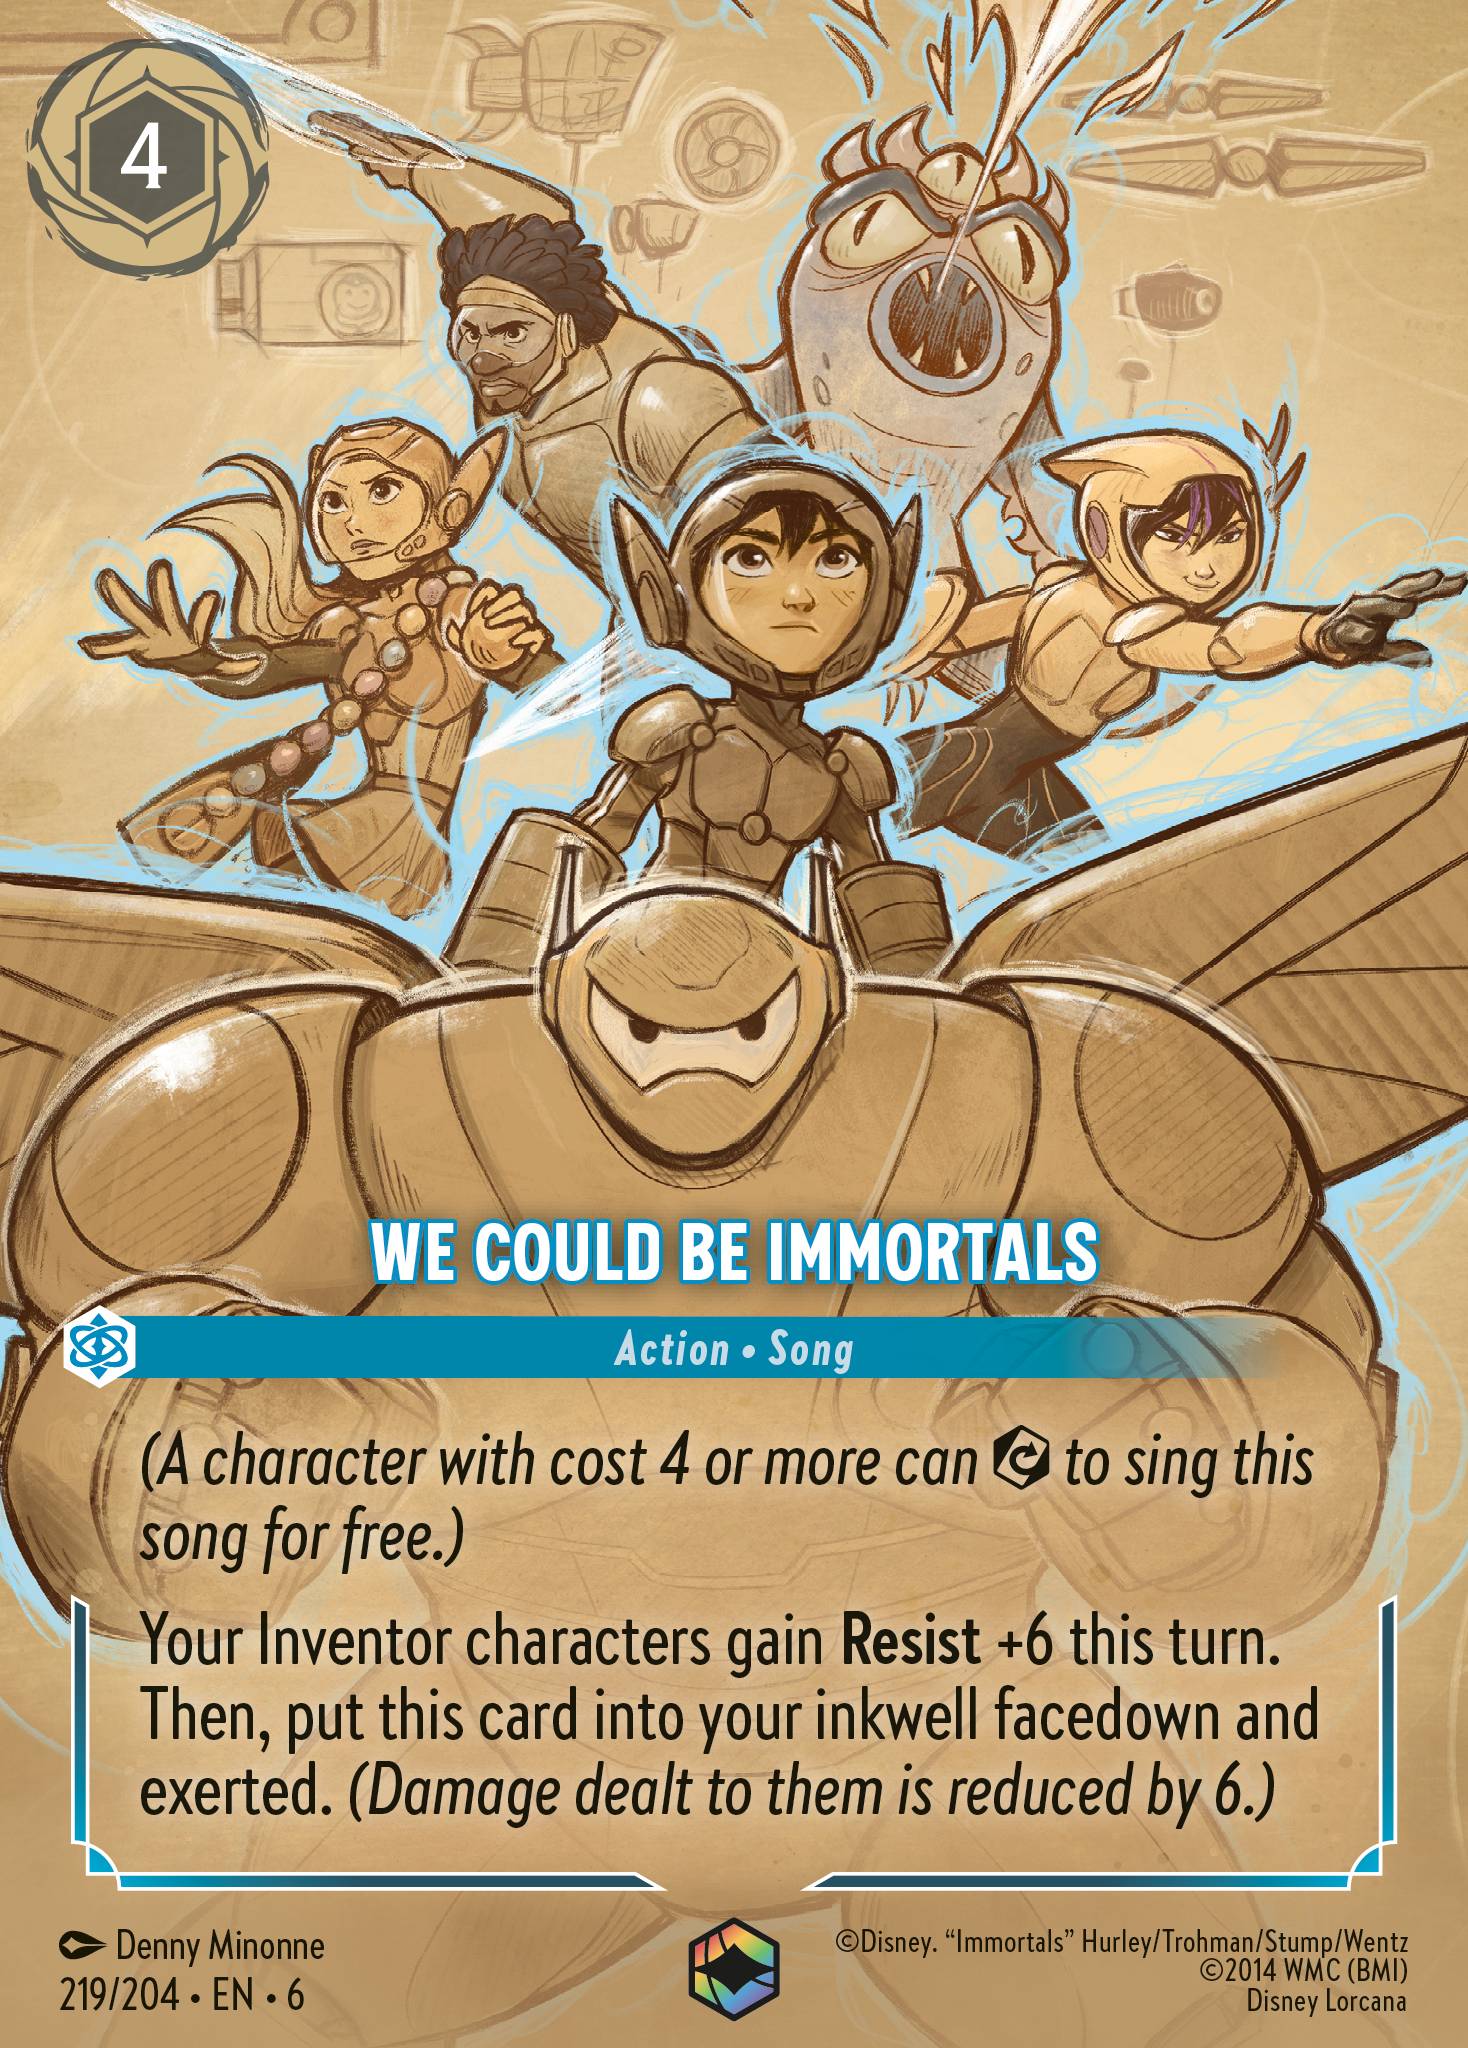 4
WE COULD BE IMMORTALS
Action • Song
(A character with cost 4 or more can to sing this
song for free.)
Your Inventor characters gain Resist +6 this turn.
Then, put this card into your inkwell facedown and
exerted. (Damage dealt to them is reduced by 6.)
Denny Minonne
219/204 • EN • 6
©Disney. “Immortals” Hurley/Trohman/Stump/Wentz
©2014 WMC (BMI)
Disney Lorcana